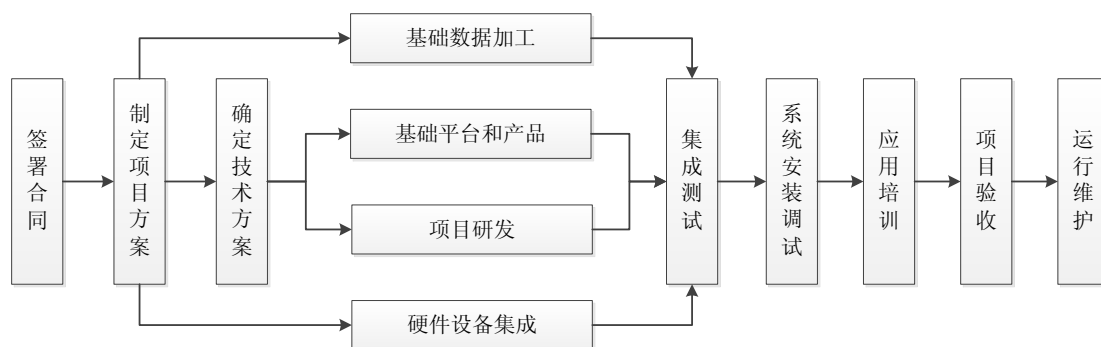 签署合同
制定项目方案
确定技术方案
基础数据加工
基础平台和产品
项目研发
硬件设备集成
集成测试
系统安装调试
应用培训
项目验收
运行维护